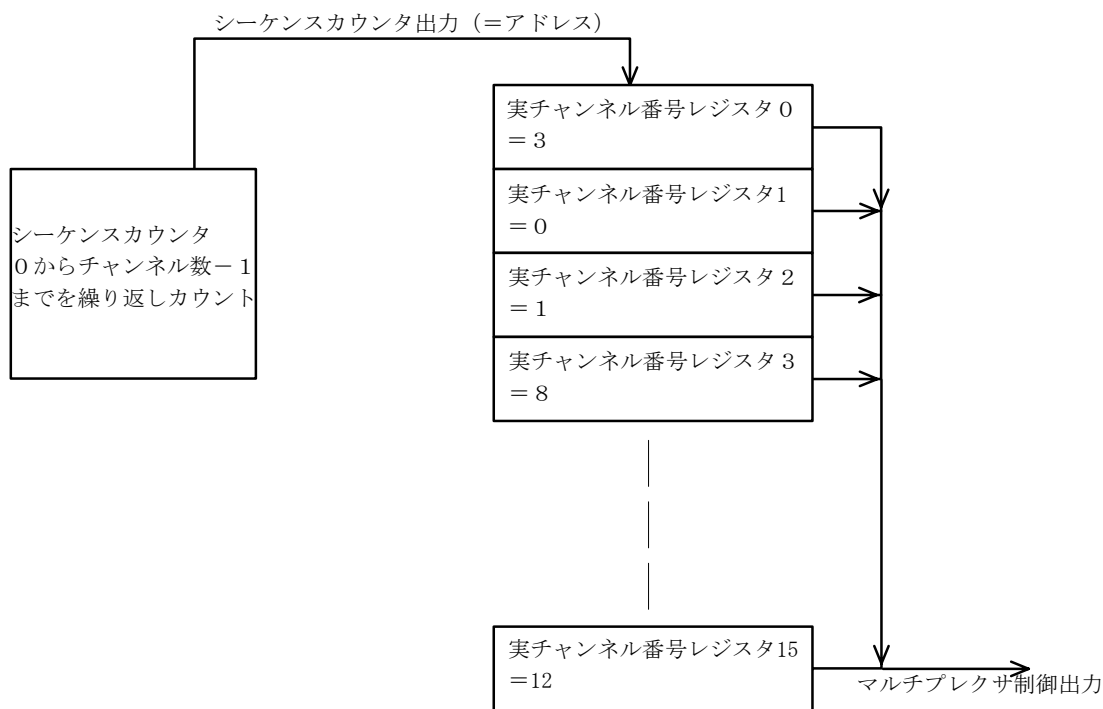 シーケンスカウンタ出力（＝アドレス）
シーケンスカウンタ
０からチャンネル数－１
までを繰り返しカウント
実チャンネル番号レジスタ０
＝３
実チャンネル番号レジスタ1
＝０
実チャンネル番号レジスタ２
＝１
実チャンネル番号レジスタ３
＝８
実チャンネル番号レジスタ15
＝12
マルチプレクサ制御出力